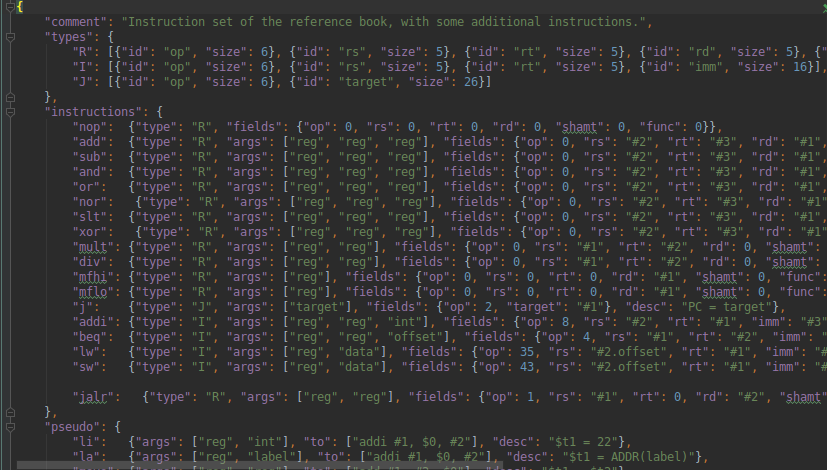 {
"comment": "Instruction set of the reference book, with some additional instructions.",
"types": {
"R": [{"id": "op", "size": 6}, {"id": "rs", "size": 5}, {"id": "rt", "size": 5}, {"id": "rd", "size": 5}, {"
"I": [{"id": "op", "size": 6}, {"id": "rs", "size": 5}, {"id": "rt", "size": 5}, {"id": "imm", "size": 16}],
"J": [{"id": "op", "size": 6}, {"id": "target", "size": 26}]
},
"instructions": {
"nop": {"type": "R", "fields": {"op": 0, "rs": 0, "rt": 0, "rd": 0, "shamt": 0, "func": 0}},
"add": {"type": "R", "args": ["reg", "reg", "reg"], "fields": {"op": 0, "rs": "#2", "rt": "#3", "rd": "#1",
"sub": {"type": "R", "args": ["reg", "reg", "reg"], "fields": {"op": 0, "rs": "#2", "rt": "#3", "rd": "#1",
"and": {"type": "R", "args": ["reg", "reg", "reg"], "fields": {"op": 0, "rs": "#2", "rt": "#3", "rd": "#1",
"or": {"type": "R", "args": ["reg", "reg", "reg"], "fields": {"op": 0, "rs": "#2", "rt": "#3", "rd": "#1",
"nor": {"type": "R", "args": ["reg", "reg", "reg"], "fields": {"op": 0, "rs": "#2", "rt": "#3", "rd": "#1"
"slt": {"type": "R", "args": ["reg", "reg", "reg"], "fields": {"op": 0, "rs": "#2", "rt": "#3", "rd": "#1",
"xor": {"type": "R", "args": ["reg", "reg", "reg"], "fields": {"op": 0, "rs": "#2", "rt": "#3", "rd": "#1"
"mult": {"type": "R", "args": ["reg", "reg"], "fields": {"op": 0, "rs": "#1", "rt": "#2", "rd": 0, "shamt":
"div": {"type": "R", "args": ["reg", "reg"], "fields": {"op": 0, "rs": "#1", "rt": "#2", "rd": 0, "shamt":
"mfhi": {"type": "R", "args": ["reg"], "fields": {"op": 0, "rs": 0, "rt": 0, "rd": "#1", "shamt": 0, "func":
"mflo": {"type": "R", "args": ["reg"], "fields": {"op": 0, "rs": 0, "rt": 0, "rd": "#1", "shamt": 0, "func":
"j": {"type": "J", "args": ["target"], "fields": {"op": 2, "target": "#1"}, "desc": "PC = target"},
"addi": {"type": "I", "args": ["reg", "reg", "int"], "fields": {"op": 8, "rs": "#2", "rt": "#1", "imm": "#3"
"beq": {"type": "I", "args": ["reg", "reg", "offset"], "fields": {"op": 4, "rs": "#1", "rt": "#2", "imm": "
"lw": {"type": "I", "args": ["reg", "data"], "fields": {"op": 35, "rs": "#2.offset", "rt": "#1", "imm": "#
"sw": {"type": "I", "args": ["reg", "data"], "fields": {"op": 43, "rs": "#2.offset", "rt": "#1", "imm": "#
"jalr": {"type": "R", "args": ["reg", "reg"], "fields": {"op": 1, "rs": "#1", "rt": 0, "rd": "#2", "shamt"
},
"pseudo": {
"li": {"args": ["reg", "int"], "to": ["addi #1, $0, #2"], "desc": "$t1 = 22"},
"la": {"args": ["reg", "label"], "to": ["addi #1, $0, #2"], "desc": "$t1 = ADDR(label)"},